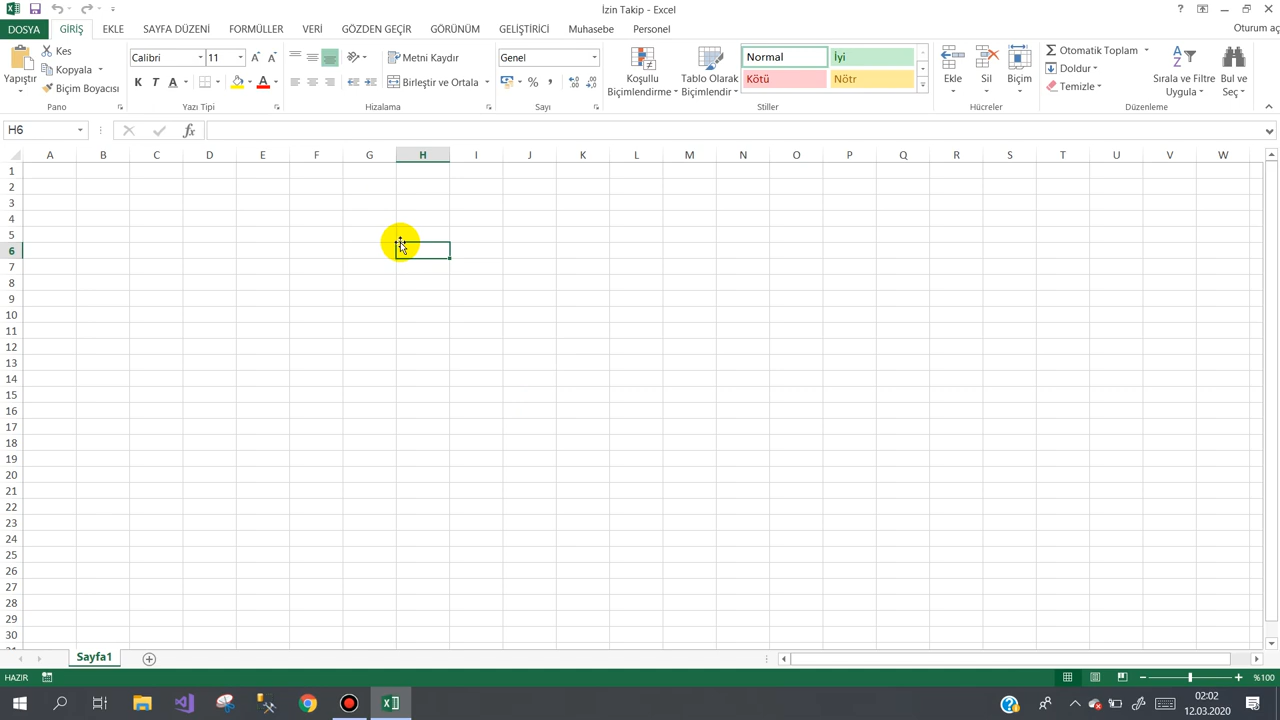 İzin Takip - Excel
Oturum aç
DOSYA GİRİŞ EKLE SAYFA DÜZENİ FORMÜLLER VERİ GÖZDEN GEÇİR GÖRÜNÜM GELİŞTİRİCİ Muhasebe Personel
Yapıştır
Kes
Kopyala
Biçim Boyacısı
Pano
Calibri 11
K T A
Yazı Tipi
Metni Kaydır
Birleştir ve Ortala
Hizalama
Genel
Sayı
Koşullu
Biçimlendirme
Tablo Olarak
Biçimlendir
Normal İyi
Kötü Nötr
Stiller
Ekle Sil Biçim
Hücreler
Otomatik Toplam
Doldur
Temizle
Sırala ve Filtre
Uygula
Bul ve
Seç
Düzenleme
H6
fx
A B C D E F G H I J K L M N O P Q R S T U V W
1
2
3
4
5
6
7
8
9
10
11
12
13
14
15
16
17
18
19
20
21
22
23
24
25
26
27
28
29
30
Sayfa1
HAZIR
%100
02:02
12.03.2020